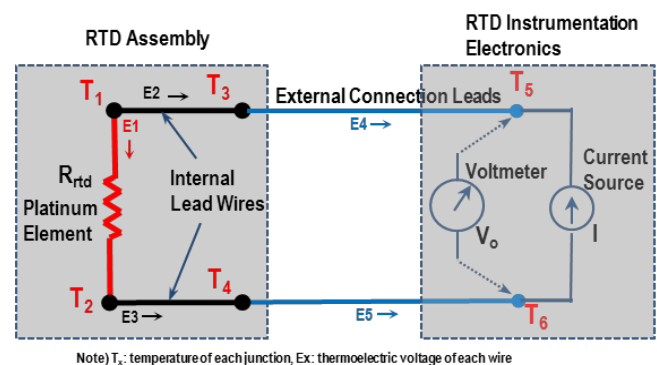 RTD Assembly
RTD Instrumentation
Electronics
T1
E2 →
T3
External Connection Leads
T5
E1
→
E4 →
Rrtd
Platinum
Element
Internal
Lead Wires
Voltmeter
Vo
Current
Source
I
T2
E3 →
T4
E5 →
T6
Note) Tx: temperature of each junction, Ex: thermoelectric voltage of each wire